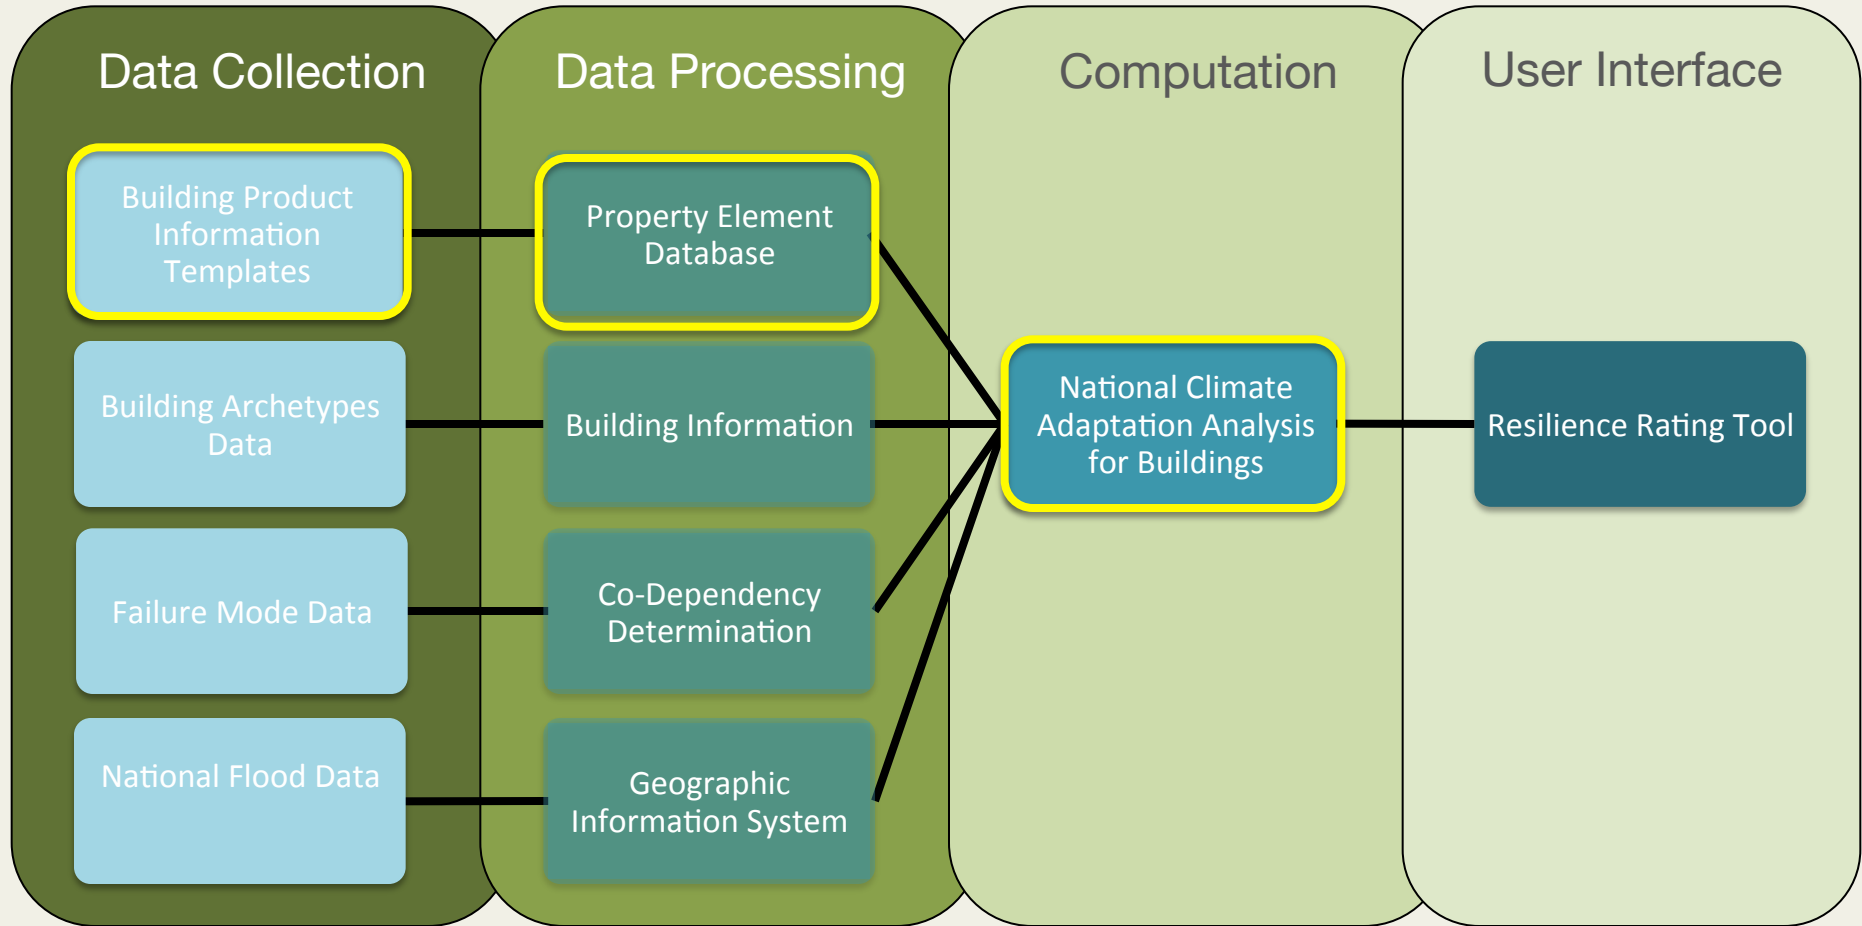 Data Collection
Data Processing
Computation
User Interface
Building Product
Information
Templates
Property Element
Database
Building Archetypes
Data
Building Information
National Climate
Adaptation Analysis
for Buildings
Resilience Rating Tool
Failure Mode Data
Co-Dependency
Determination
National Flood Data
Geographic
Information System